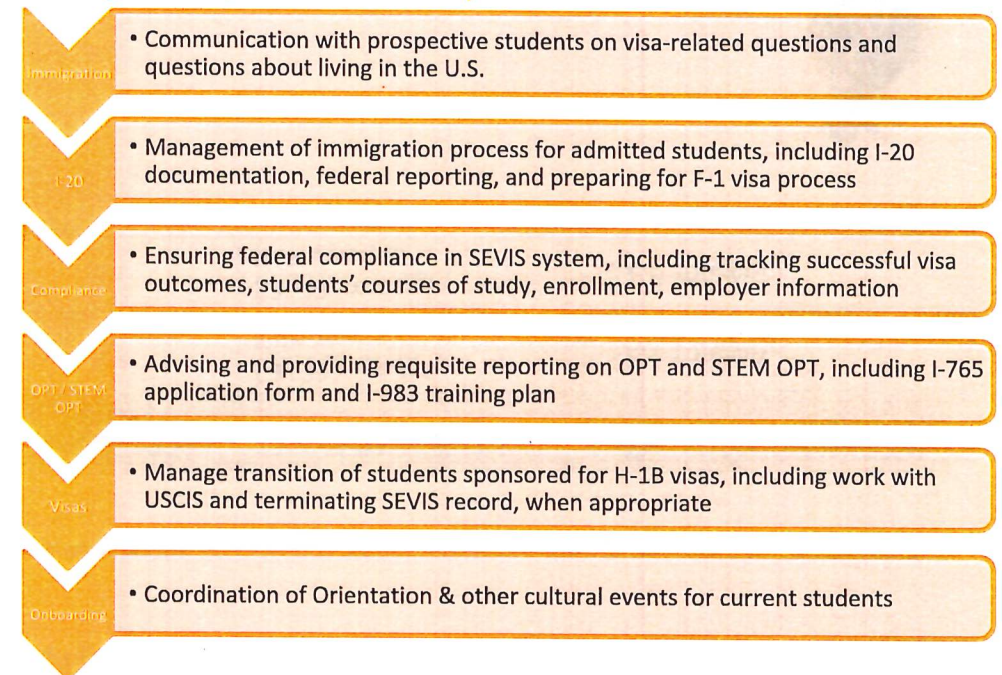 Immigration
• Communication with prospective students on visa-related questions and
questions about living in the U.S.
I-20
• Management of immigration process for admitted students, including I-20
documentation, federal reporting, and preparing for F-1 visa process
Compliance
• Ensuring federal compliance in SEVIS system, including tracking successful visa
outcomes, students' courses of study, enrollment, employer information
OPT / STEM
OPT
• Advising and providing requisite reporting on OPT and STEM OPT, including I-765
application form and I-983 training plan
Visas
• Manage transition of students sponsored for H-1B visas, including work with
USCIS and terminating SEVIS record, when appropriate
Onboarding
• Coordination of Orientation & other cultural events for current students